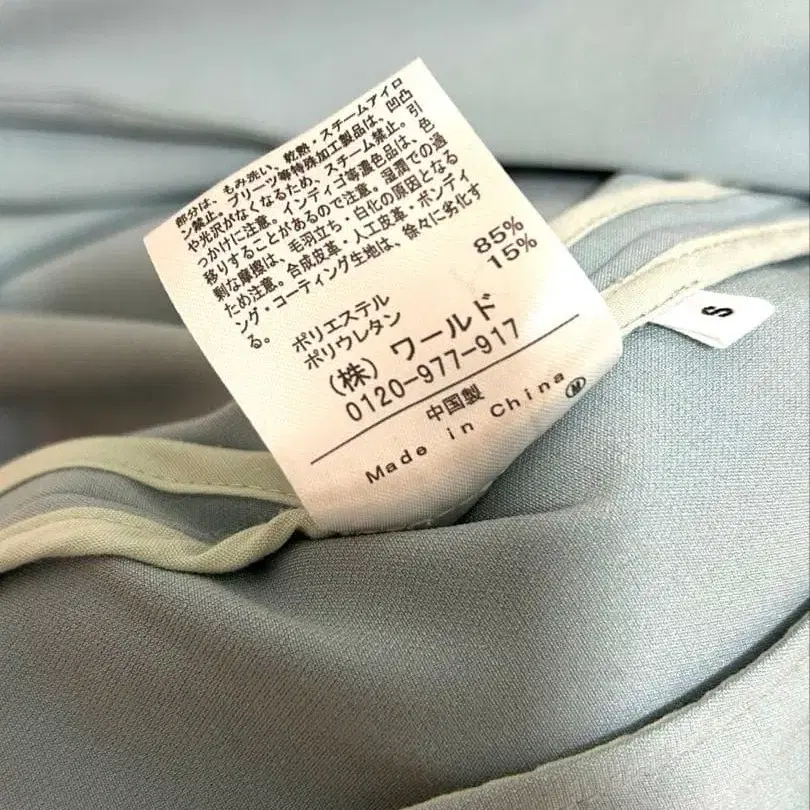 部分は、もみ洗い、乾熱・スチームアイロ
ン禁止。プリーツ等特殊加工製品は、凹凸
や光沢がなくなるため、スチーム禁止。引
っかけに注意。インディゴ等濃色品は、色
移りすることがあるので注意。湿潤での過
剰な摩擦は、毛羽立ち・白化の原因となる
ため注意。合成皮革・人工皮革・ボンディ
ング・コーティング生地は、徐々に劣化す
る。
ポリエステル 85%
ポリウレタン 15%
(株)ワールド
0120-977-917
中国製
Made in China Ⓜ
S